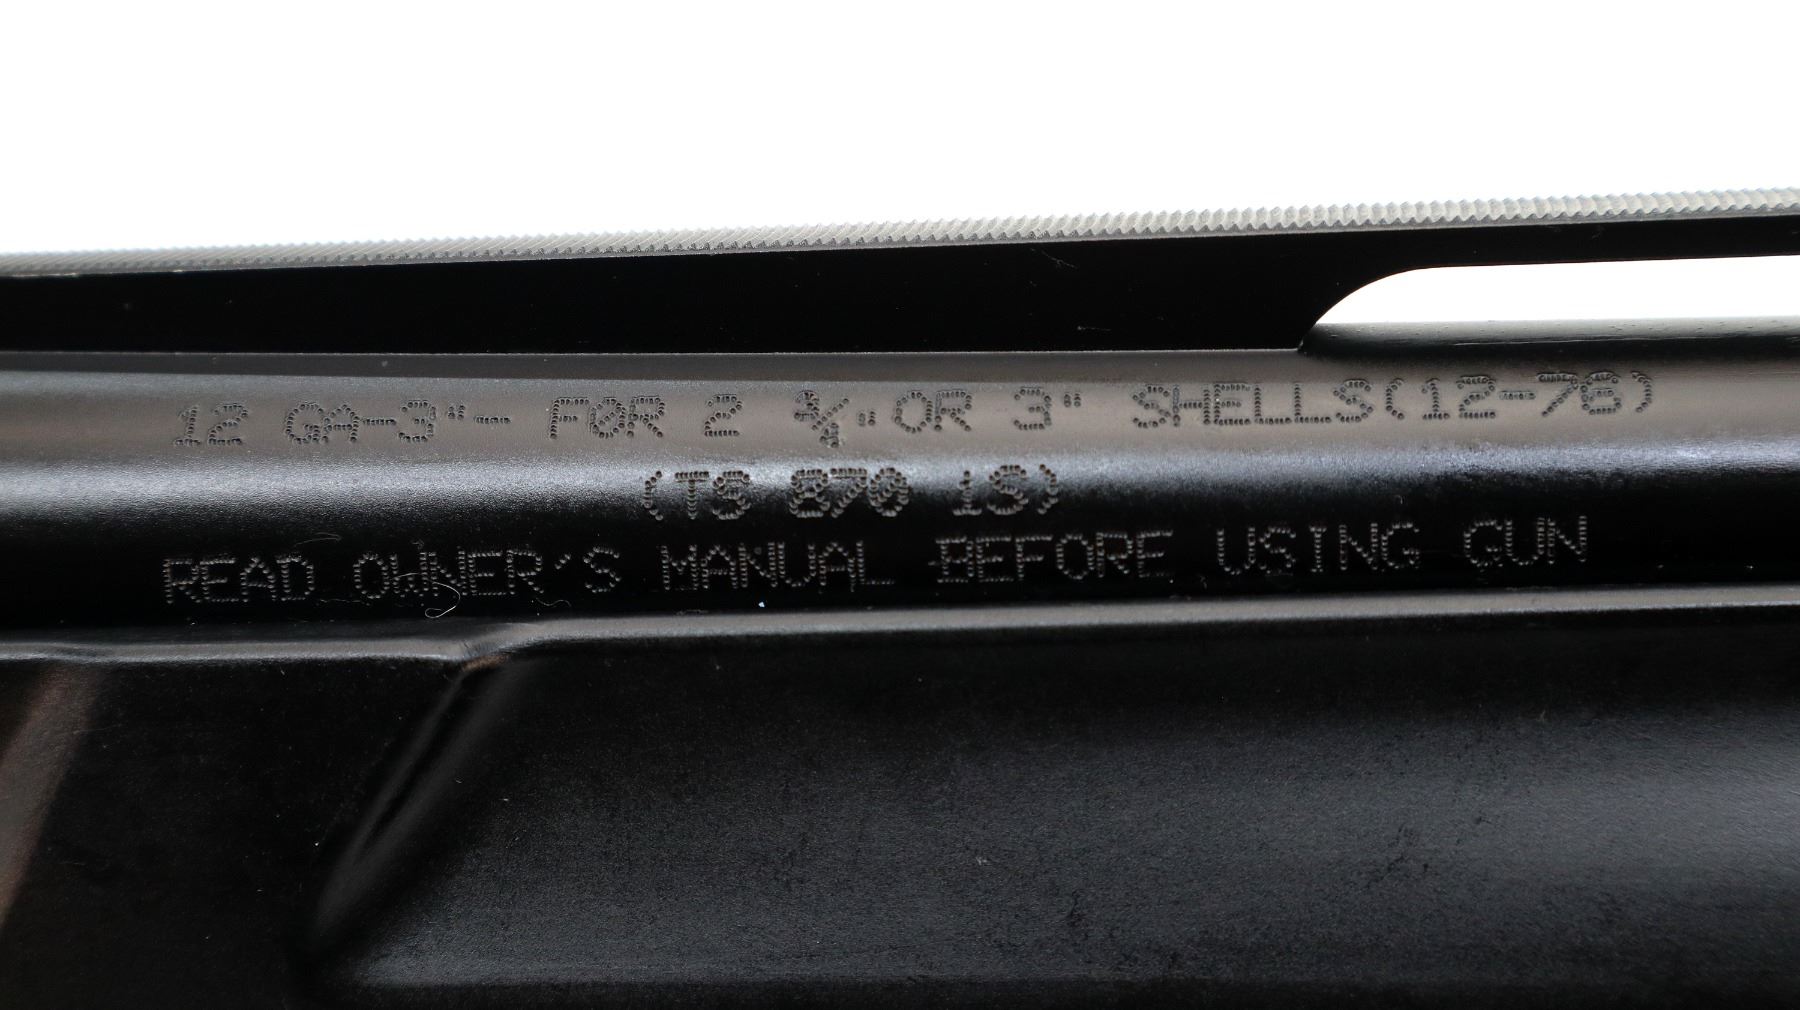 12 GA-3"- FOR 2 3/4" OR 3" SHELLS(12-76)
(TS 870 1S)
READ OWNER'S MANUAL BEFORE USING GUN